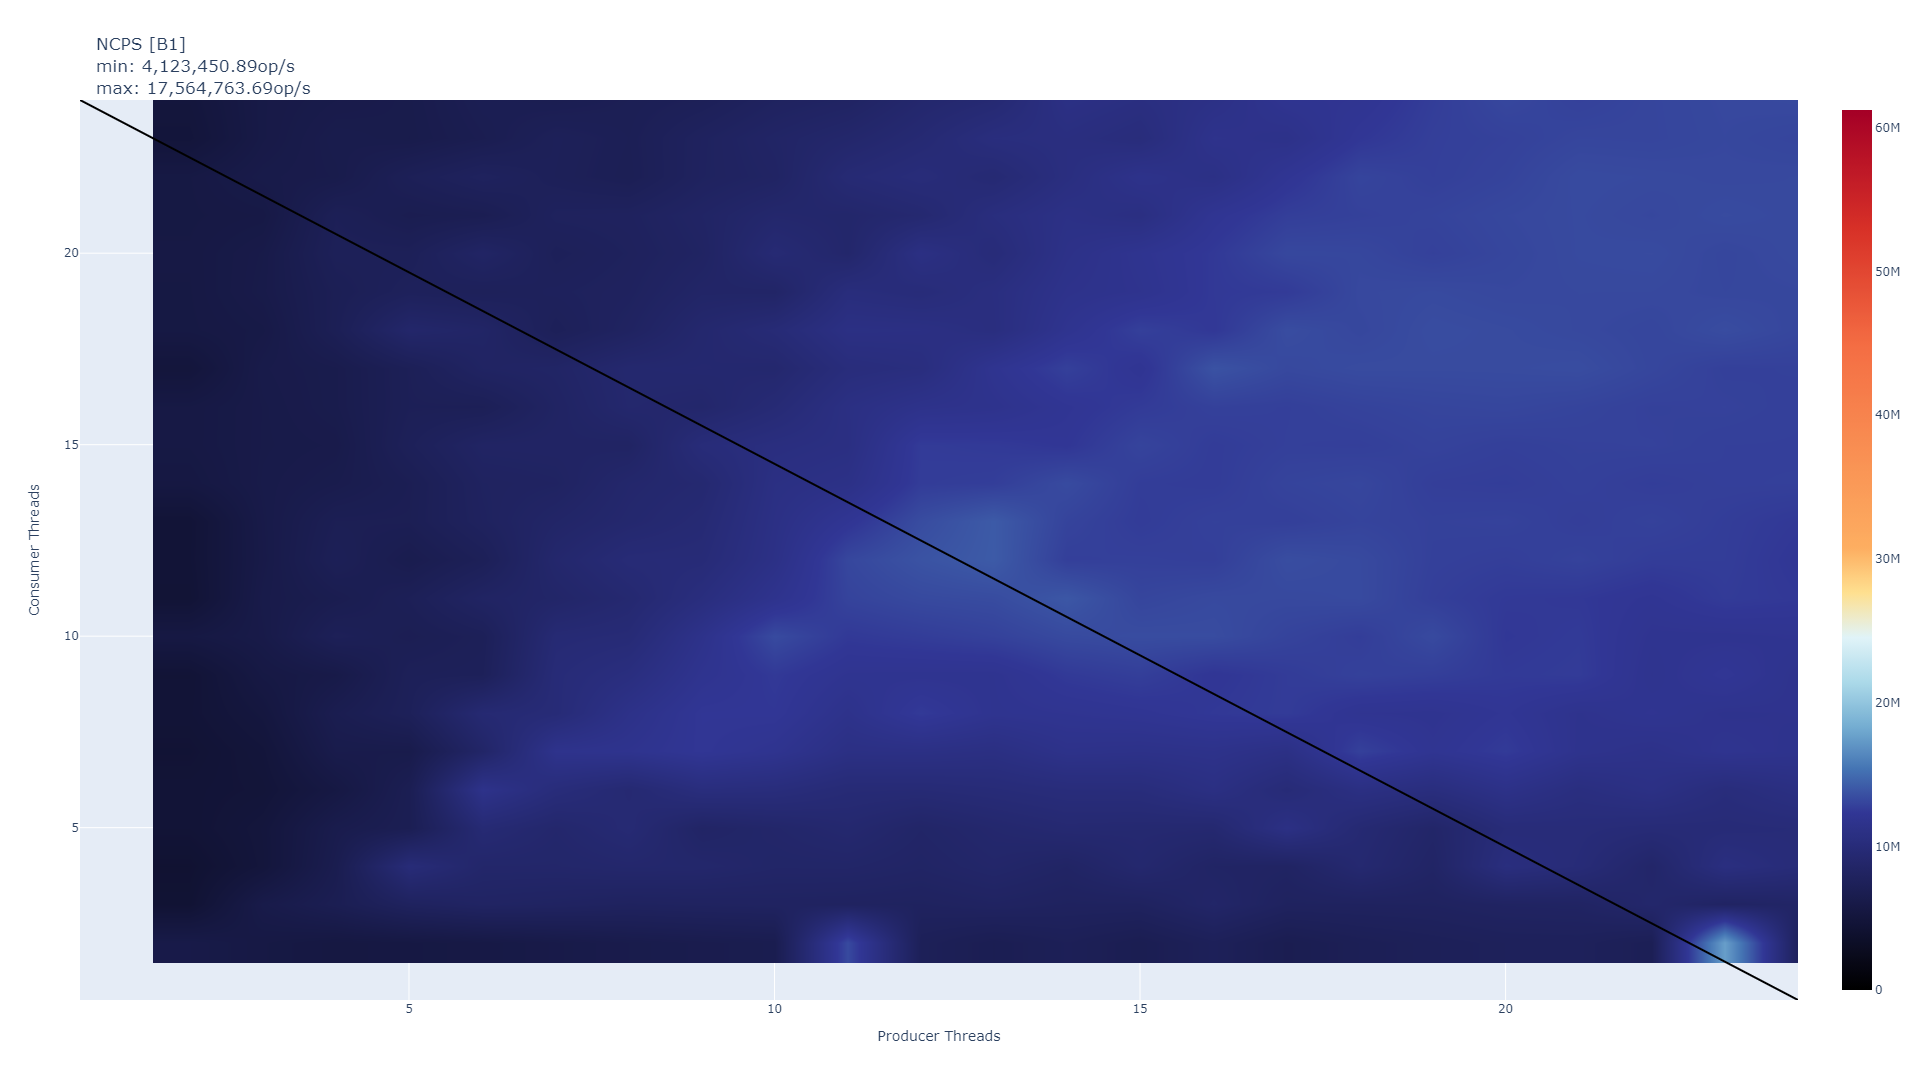 NCPS [B1]
min: 4,123,450.89op/s
max: 17,564,763.69op/s
60M
50M
40M
30M
20M
10M
0
20
15
10
5
Consumer Threads
5
10
15
20
Producer Threads